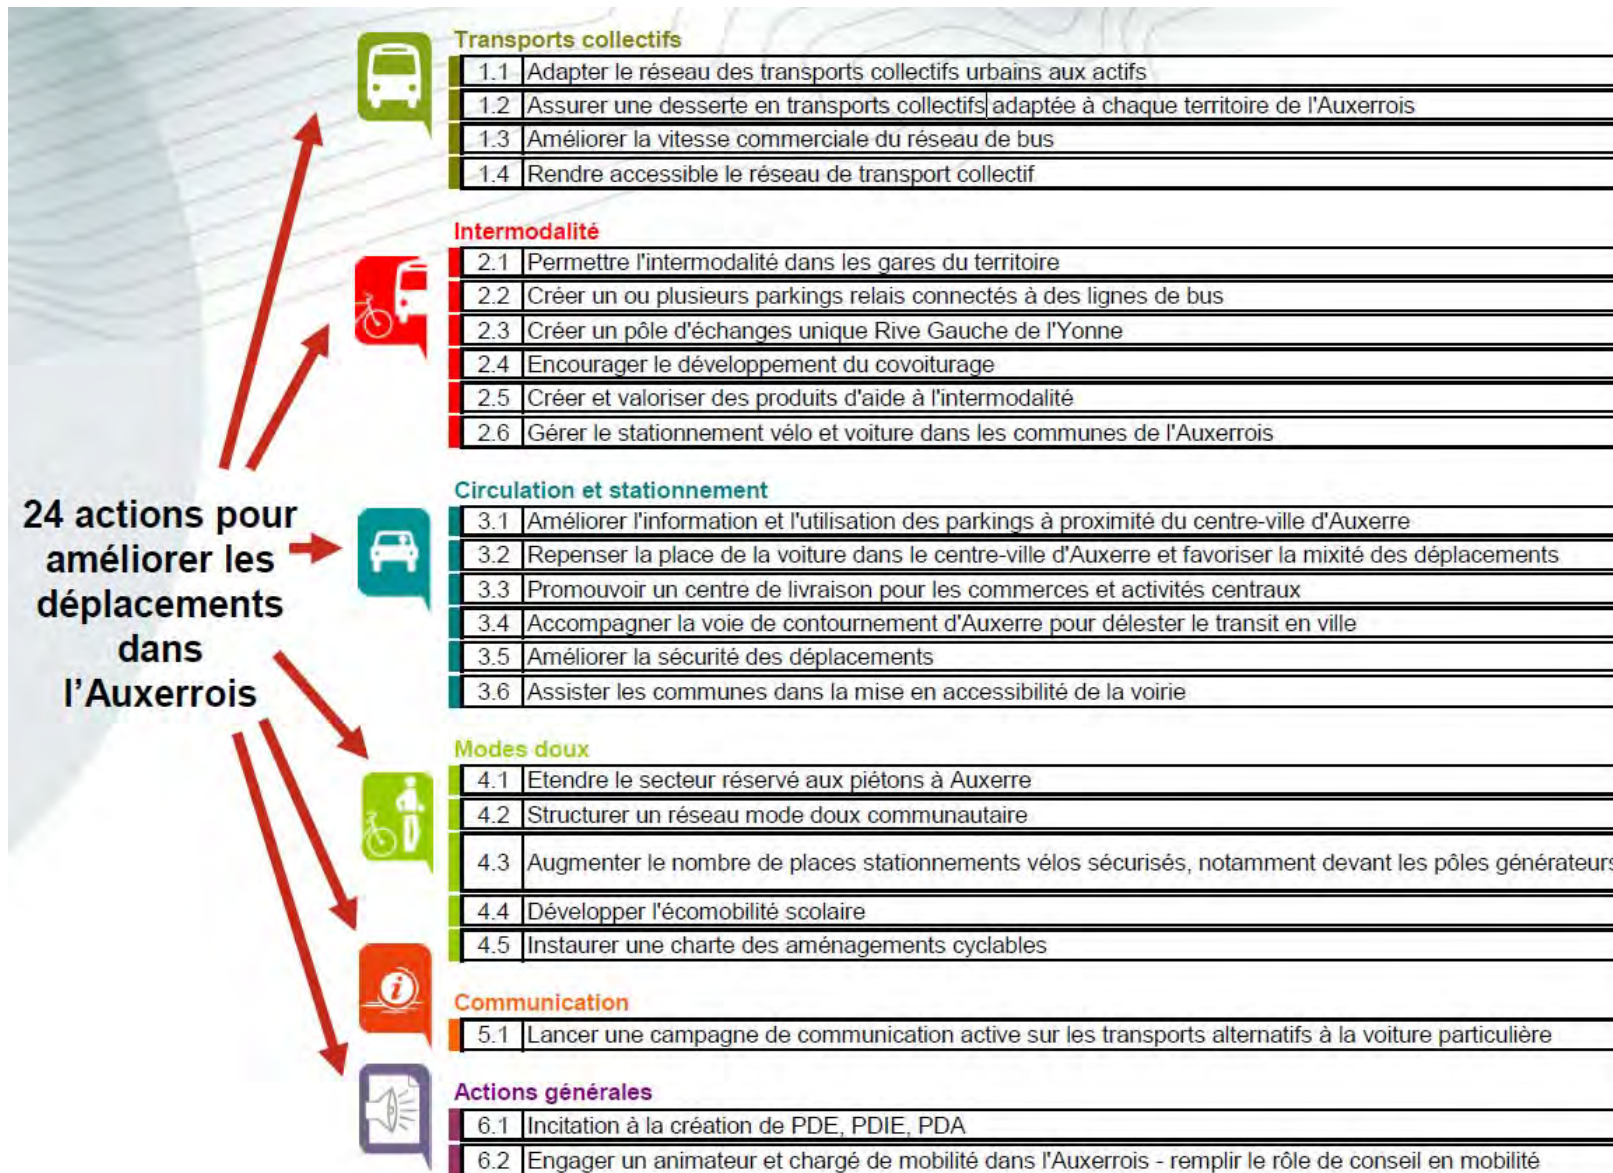 Transports collectifs
1.1 Adapter le réseau des transports collectifs urbains aux actifs
1.2 Assurer une desserte en transports collectifs adaptée à chaque territoire de l'Auxerrois
1.3 Améliorer la vitesse commerciale du réseau de bus
1.4 Rendre accessible le réseau de transport collectif
Intermodalité
2.1 Permettre l'intermodalité dans les gares du territoire
2.2 Créer un ou plusieurs parkings relais connectés à des lignes de bus
2.3 Créer un pôle d'échanges unique Rive Gauche de l'Yonne
2.4 Encourager le développement du covoiturage
2.5 Créer et valoriser des produits d'aide à l'intermodalité
2.6 Gérer le stationnement vélo et voiture dans les communes de l'Auxerrois
24 actions pour
améliorer les
déplacements
dans
l'Auxerrois
Circulation et stationnement
3.1 Améliorer l'information et l'utilisation des parkings à proximité du centre-ville d'Auxerre
3.2 Repenser la place de la voiture dans le centre-ville d'Auxerre et favoriser la mixité des déplacements
3.3 Promouvoir un centre de livraison pour les commerces et activités centraux
3.4 Accompagner la voie de contournement d'Auxerre pour délester le transit en ville
3.5 Améliorer la sécurité des déplacements
3.6 Assister les communes dans la mise en accessibilité de la voirie
Modes doux
4.1 Etendre le secteur réservé aux piétons à Auxerre
4.2 Structurer un réseau mode doux communautaire
4.3 Augmenter le nombre de places stationnements vélos sécurisés, notamment devant les pôles générateurs
4.4 Développer l'écomobilité scolaire
4.5 Instaurer une charte des aménagements cyclables
i
Communication
5.1 Lancer une campagne de communication active sur les transports alternatifs à la voiture particulière
Actions générales
6.1 Incitation à la création de PDE, PDIE, PDA
6.2 Engager un animateur et chargé de mobilité dans l'Auxerrois - remplir le rôle de conseil en mobilité